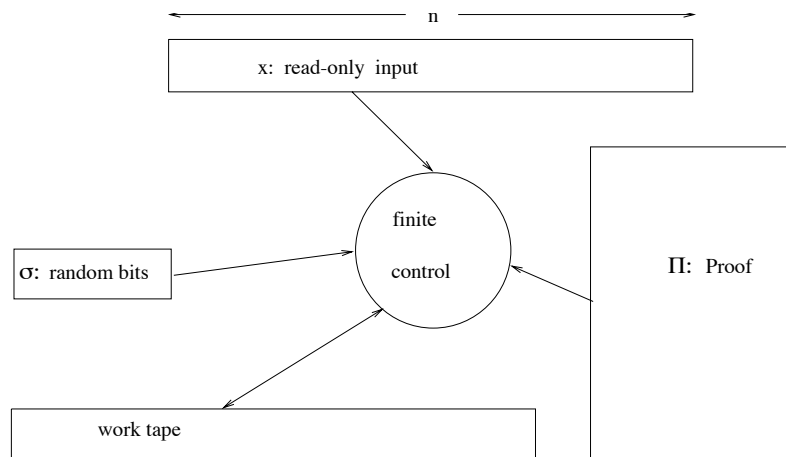 n
x: read-only input
finite
control
σ: random bits
Π: Proof
work tape